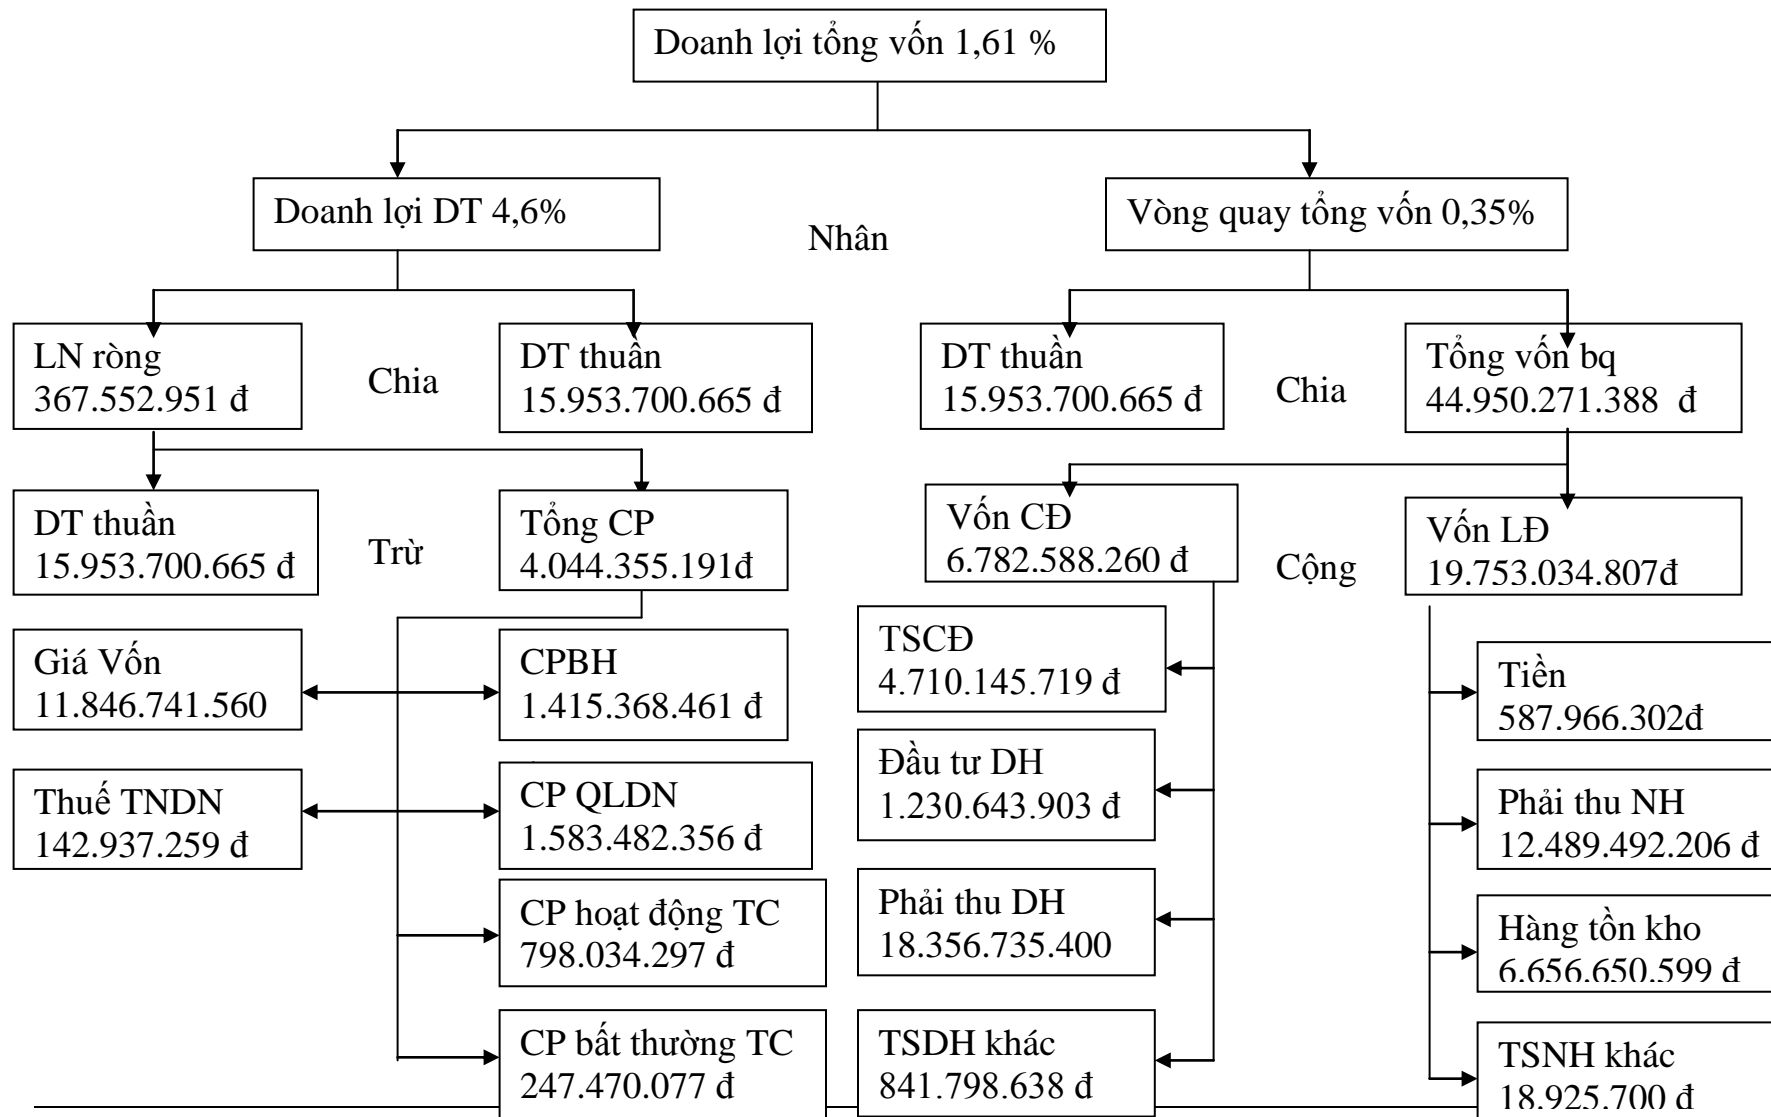 Doanh lợi tổng vốn 1,61 %
Doanh lợi DT 4,6%
Nhân
Vòng quay tổng vốn 0,35%
LN ròng
367.552.951 đ
Chia
DT thuần
15.953.700.665 đ
DT thuần
15.953.700.665 đ
Chia
Tổng vốn bq
44.950.271.388 đ
DT thuần
15.953.700.665 đ
Trừ
Tổng CP
4.044.355.191đ
Vốn CĐ
6.782.588.260 đ
Cộng
Vốn LĐ
19.753.034.807đ
Giá Vốn
11.846.741.560
CPBH
1.415.368.461 đ
TSCĐ
4.710.145.719 đ
Tiền
587.966.302đ
Thuế TNDN
142.937.259 đ
CP QLDN
1.583.482.356 đ
Đầu tư DH
1.230.643.903 đ
Phải thu NH
12.489.492.206 đ
CP hoạt động TC
798.034.297 đ
Phải thu DH
18.356.735.400
Hàng tồn kho
6.656.650.599 đ
CP bất thường TC
247.470.077 đ
TSDH khác
841.798.638 đ
TSNH khác
18.925.700 đ